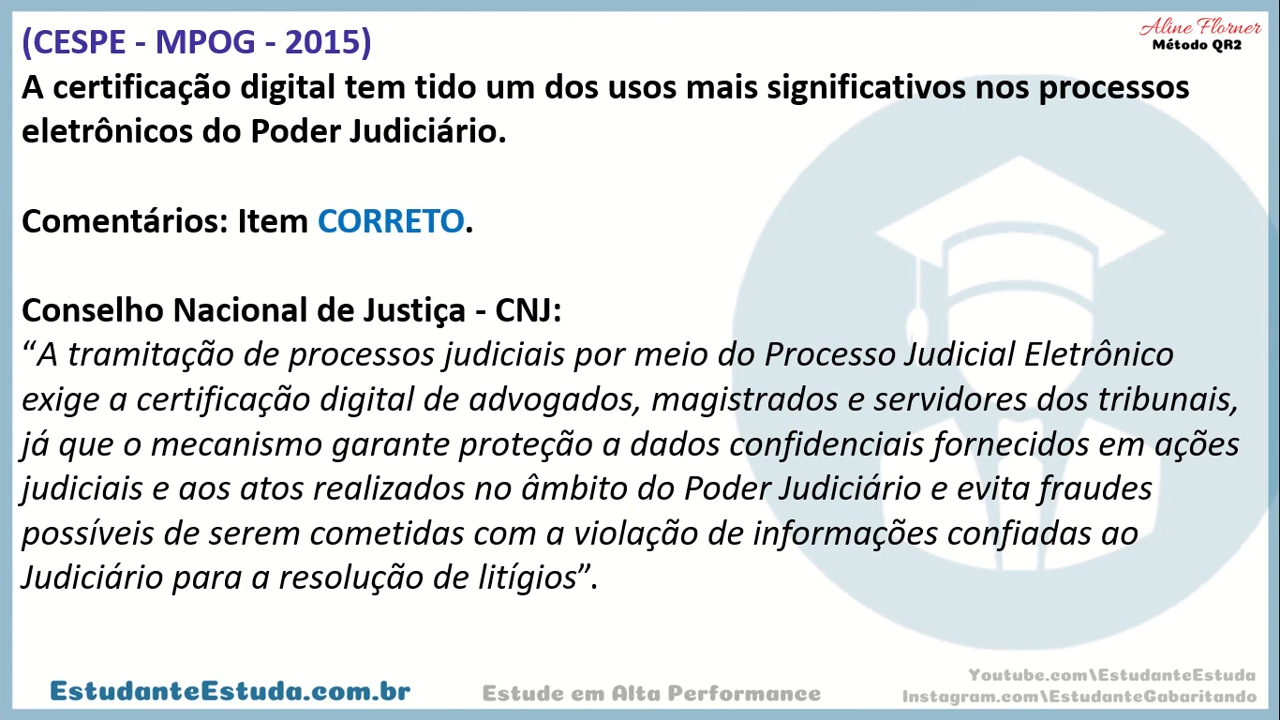 Aline Florner
Método QR2
(CESPE - MPOG - 2015)
A certificação digital tem tido um dos usos mais significativos nos processos
eletrônicos do Poder Judiciário.
Comentários: Item CORRETO.
Conselho Nacional de Justiça - CNJ:
“A tramitação de processos judiciais por meio do Processo Judicial Eletrônico
exige a certificação digital de advogados, magistrados e servidores dos tribunais,
já que o mecanismo garante proteção a dados confidenciais fornecidos em ações
judiciais e aos atos realizados no âmbito do Poder Judiciário e evita fraudes
possíveis de serem cometidas com a violação de informações confiadas ao
Judiciário para a resolução de litígios”.
EstudanteEstuda.com.br
Estude em Alta Performance
Youtube.com\EstudanteEstuda
Instagram.com\EstudanteGabaritando